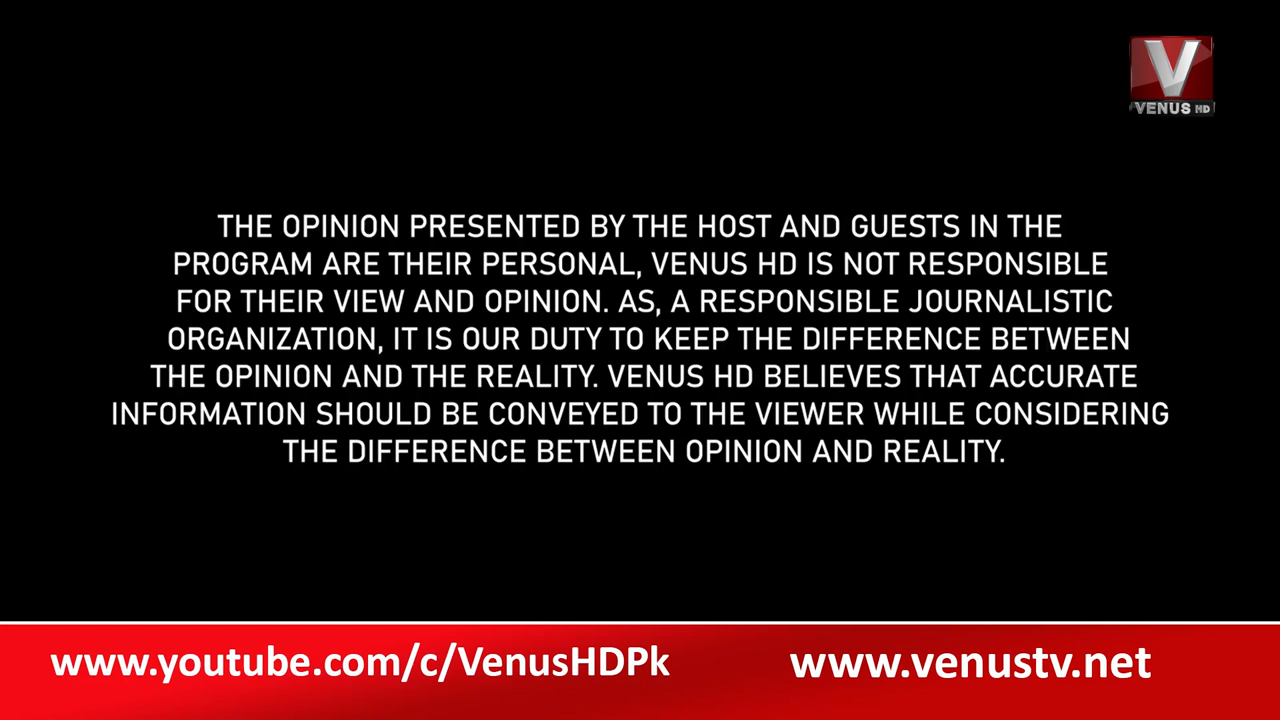 V
VENUS HD
THE OPINION PRESENTED BY THE HOST AND GUESTS IN THE
PROGRAM ARE THEIR PERSONAL, VENUS HD IS NOT RESPONSIBLE
FOR THEIR VIEW AND OPINION. AS, A RESPONSIBLE JOURNALISTIC
ORGANIZATION, IT IS OUR DUTY TO KEEP THE DIFFERENCE BETWEEN
THE OPINION AND THE REALITY. VENUS HD BELIEVES THAT ACCURATE
INFORMATION SHOULD BE CONVEYED TO THE VIEWER WHILE CONSIDERING
THE DIFFERENCE BETWEEN OPINION AND REALITY.
www.youtube.com/c/VenusHDPk www.venustv.net